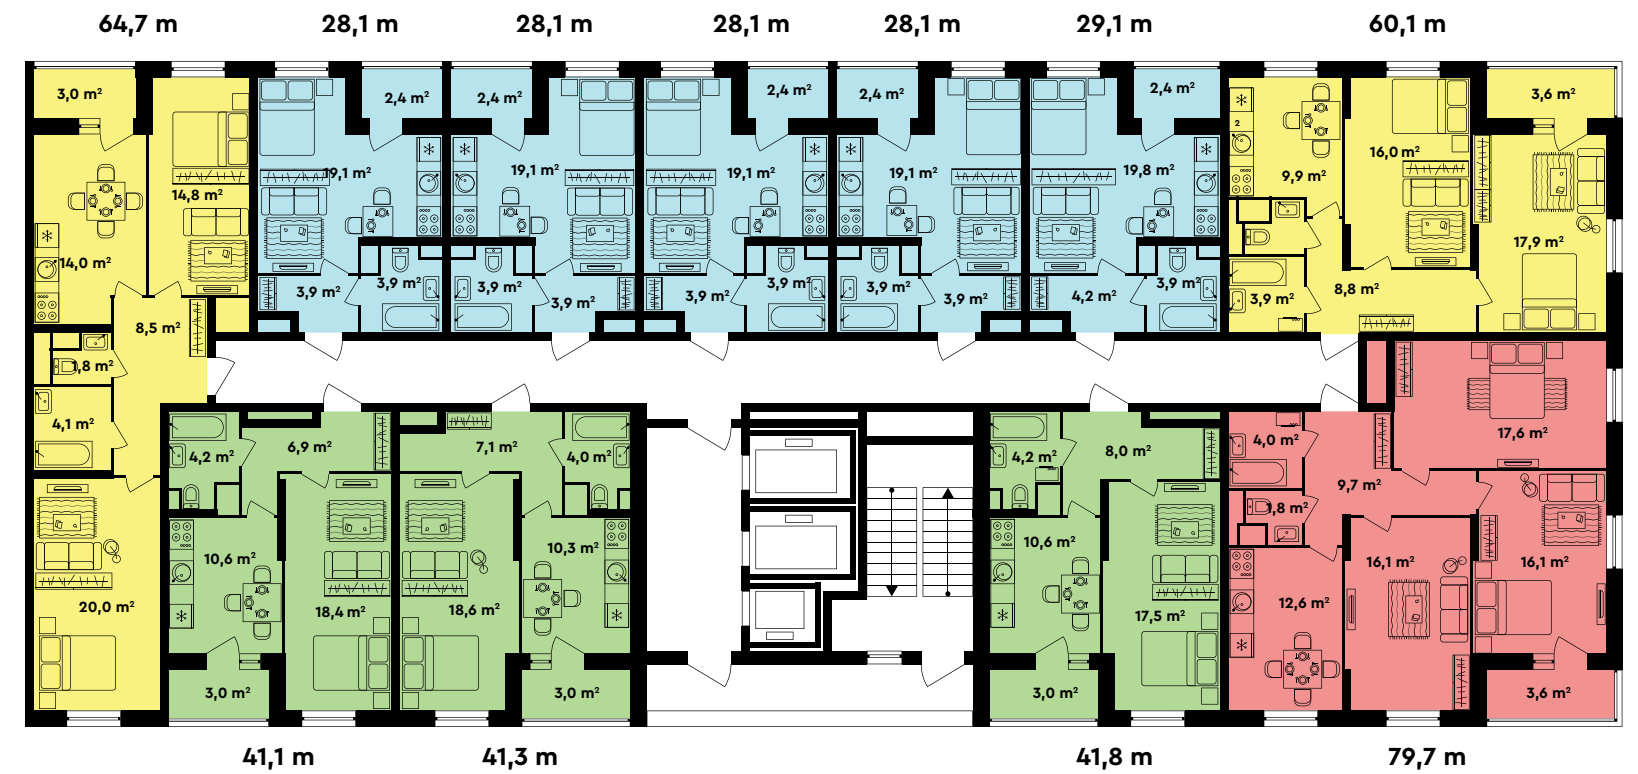 64,7 m
28,1 m
28,1 m
28,1 m
28,1 m
29,1 m
60,1 m
3,0 m²
14,8 m²
14,0 m²
8,5 m²
1,8 m²
4,1 m²
20,0 m²
2,4 m²
19,1 m²
3,9 m²
3,9 m²
2,4 m²
19,1 m²
3,9 m²
3,9 m²
2,4 m²
19,1 m²
3,9 m²
3,9 m²
2,4 m²
19,1 m²
3,9 m²
3,9 m²
2,4 m²
19,8 m²
4,2 m²
3,9 m²
2
9,9 m²
16,0 m²
3,6 m²
17,9 m²
3,9 m²
8,8 m²
4,2 m²
6,9 m²
10,6 m²
18,4 m²
3,0 m²
7,1 m²
4,0 m²
10,3 m²
18,6 m²
3,0 m²
4,2 m²
8,0 m²
10,6 m²
17,5 m²
3,0 m²
4,0 m²
17,6 m²
9,7 m²
1,8 m²
12,6 m²
16,1 m²
16,1 m²
3,6 m²
41,1 m
41,3 m
41,8 m
79,7 m